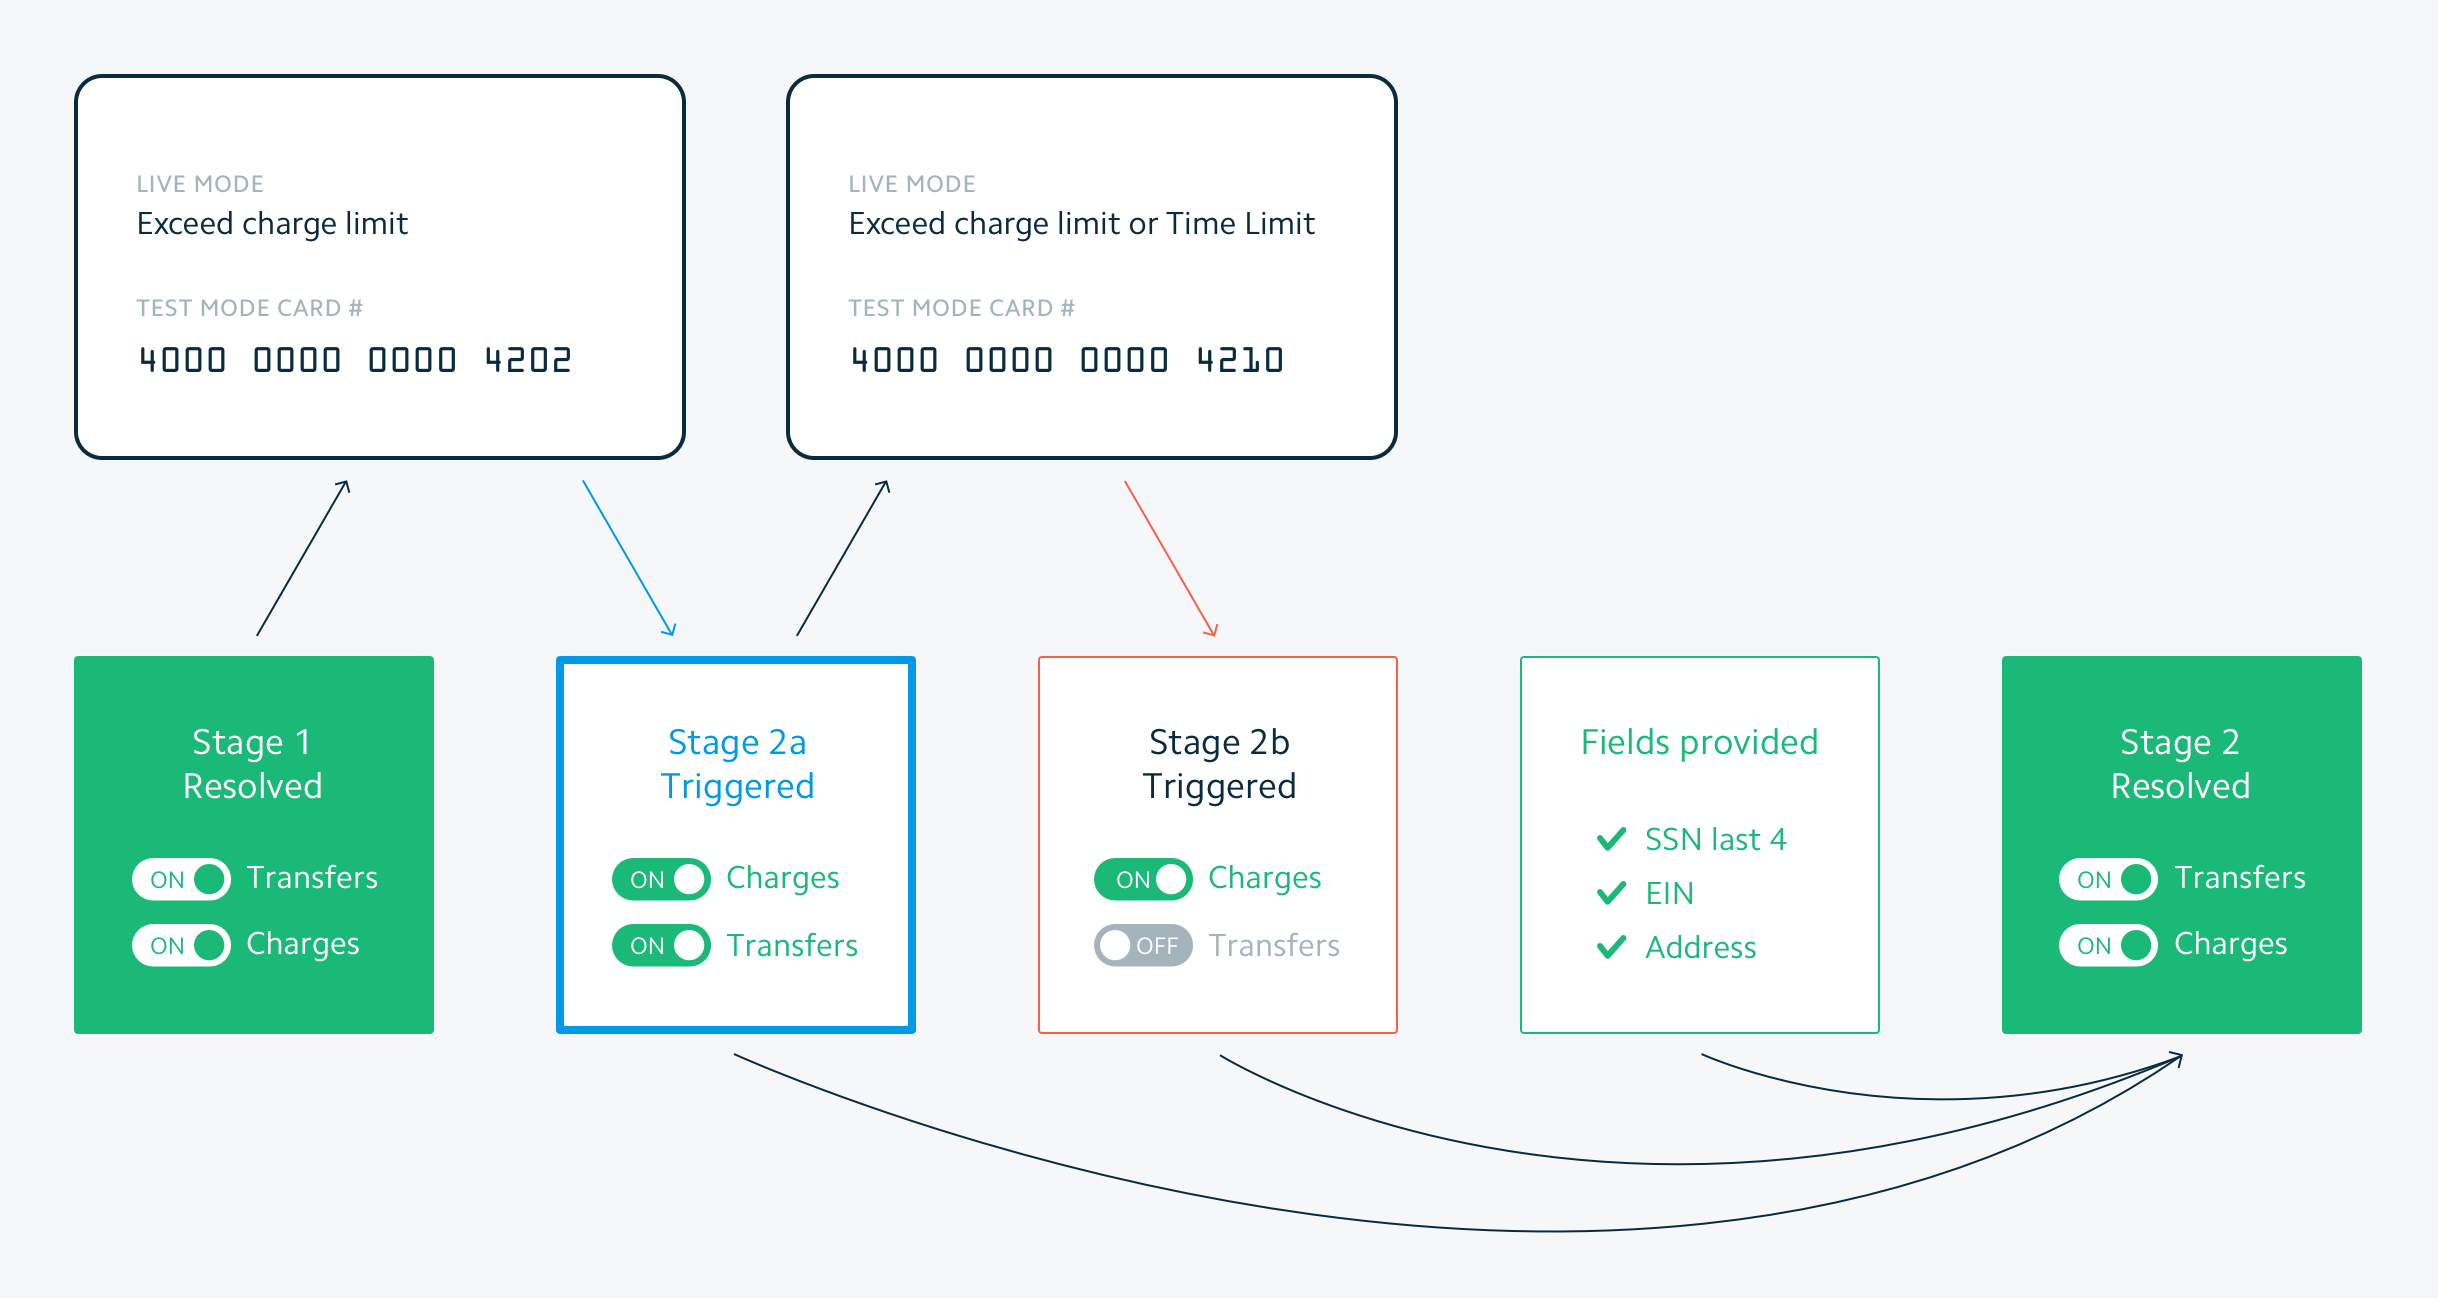 LIVE MODE
Exceed charge limit
TEST MODE CARD #
4000 0000 0000 4202
LIVE MODE
Exceed charge limit or Time Limit
TEST MODE CARD #
4000 0000 0000 4210
Stage 1
Resolved
ON Transfers
ON Charges
Stage 2a
Triggered
ON Charges
ON Transfers
Stage 2b
Triggered
ON Charges
OFF Transfers
Fields provided
SSN last 4
EIN
Address
Stage 2
Resolved
ON Transfers
ON Charges